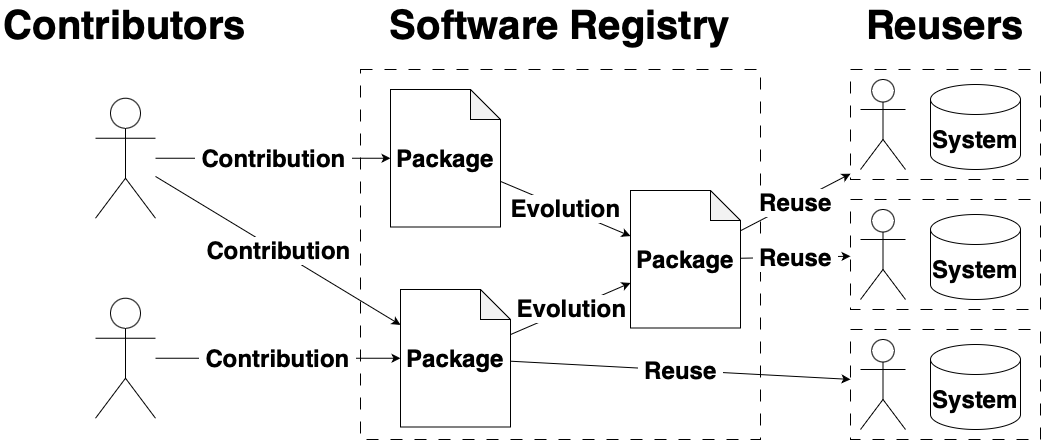 Contributors
Software Registry
Reusers
Contribution
Package
System
Evolution
Reuse
Contribution
Package
Reuse
System
Evolution
Contribution
Package
Reuse
System